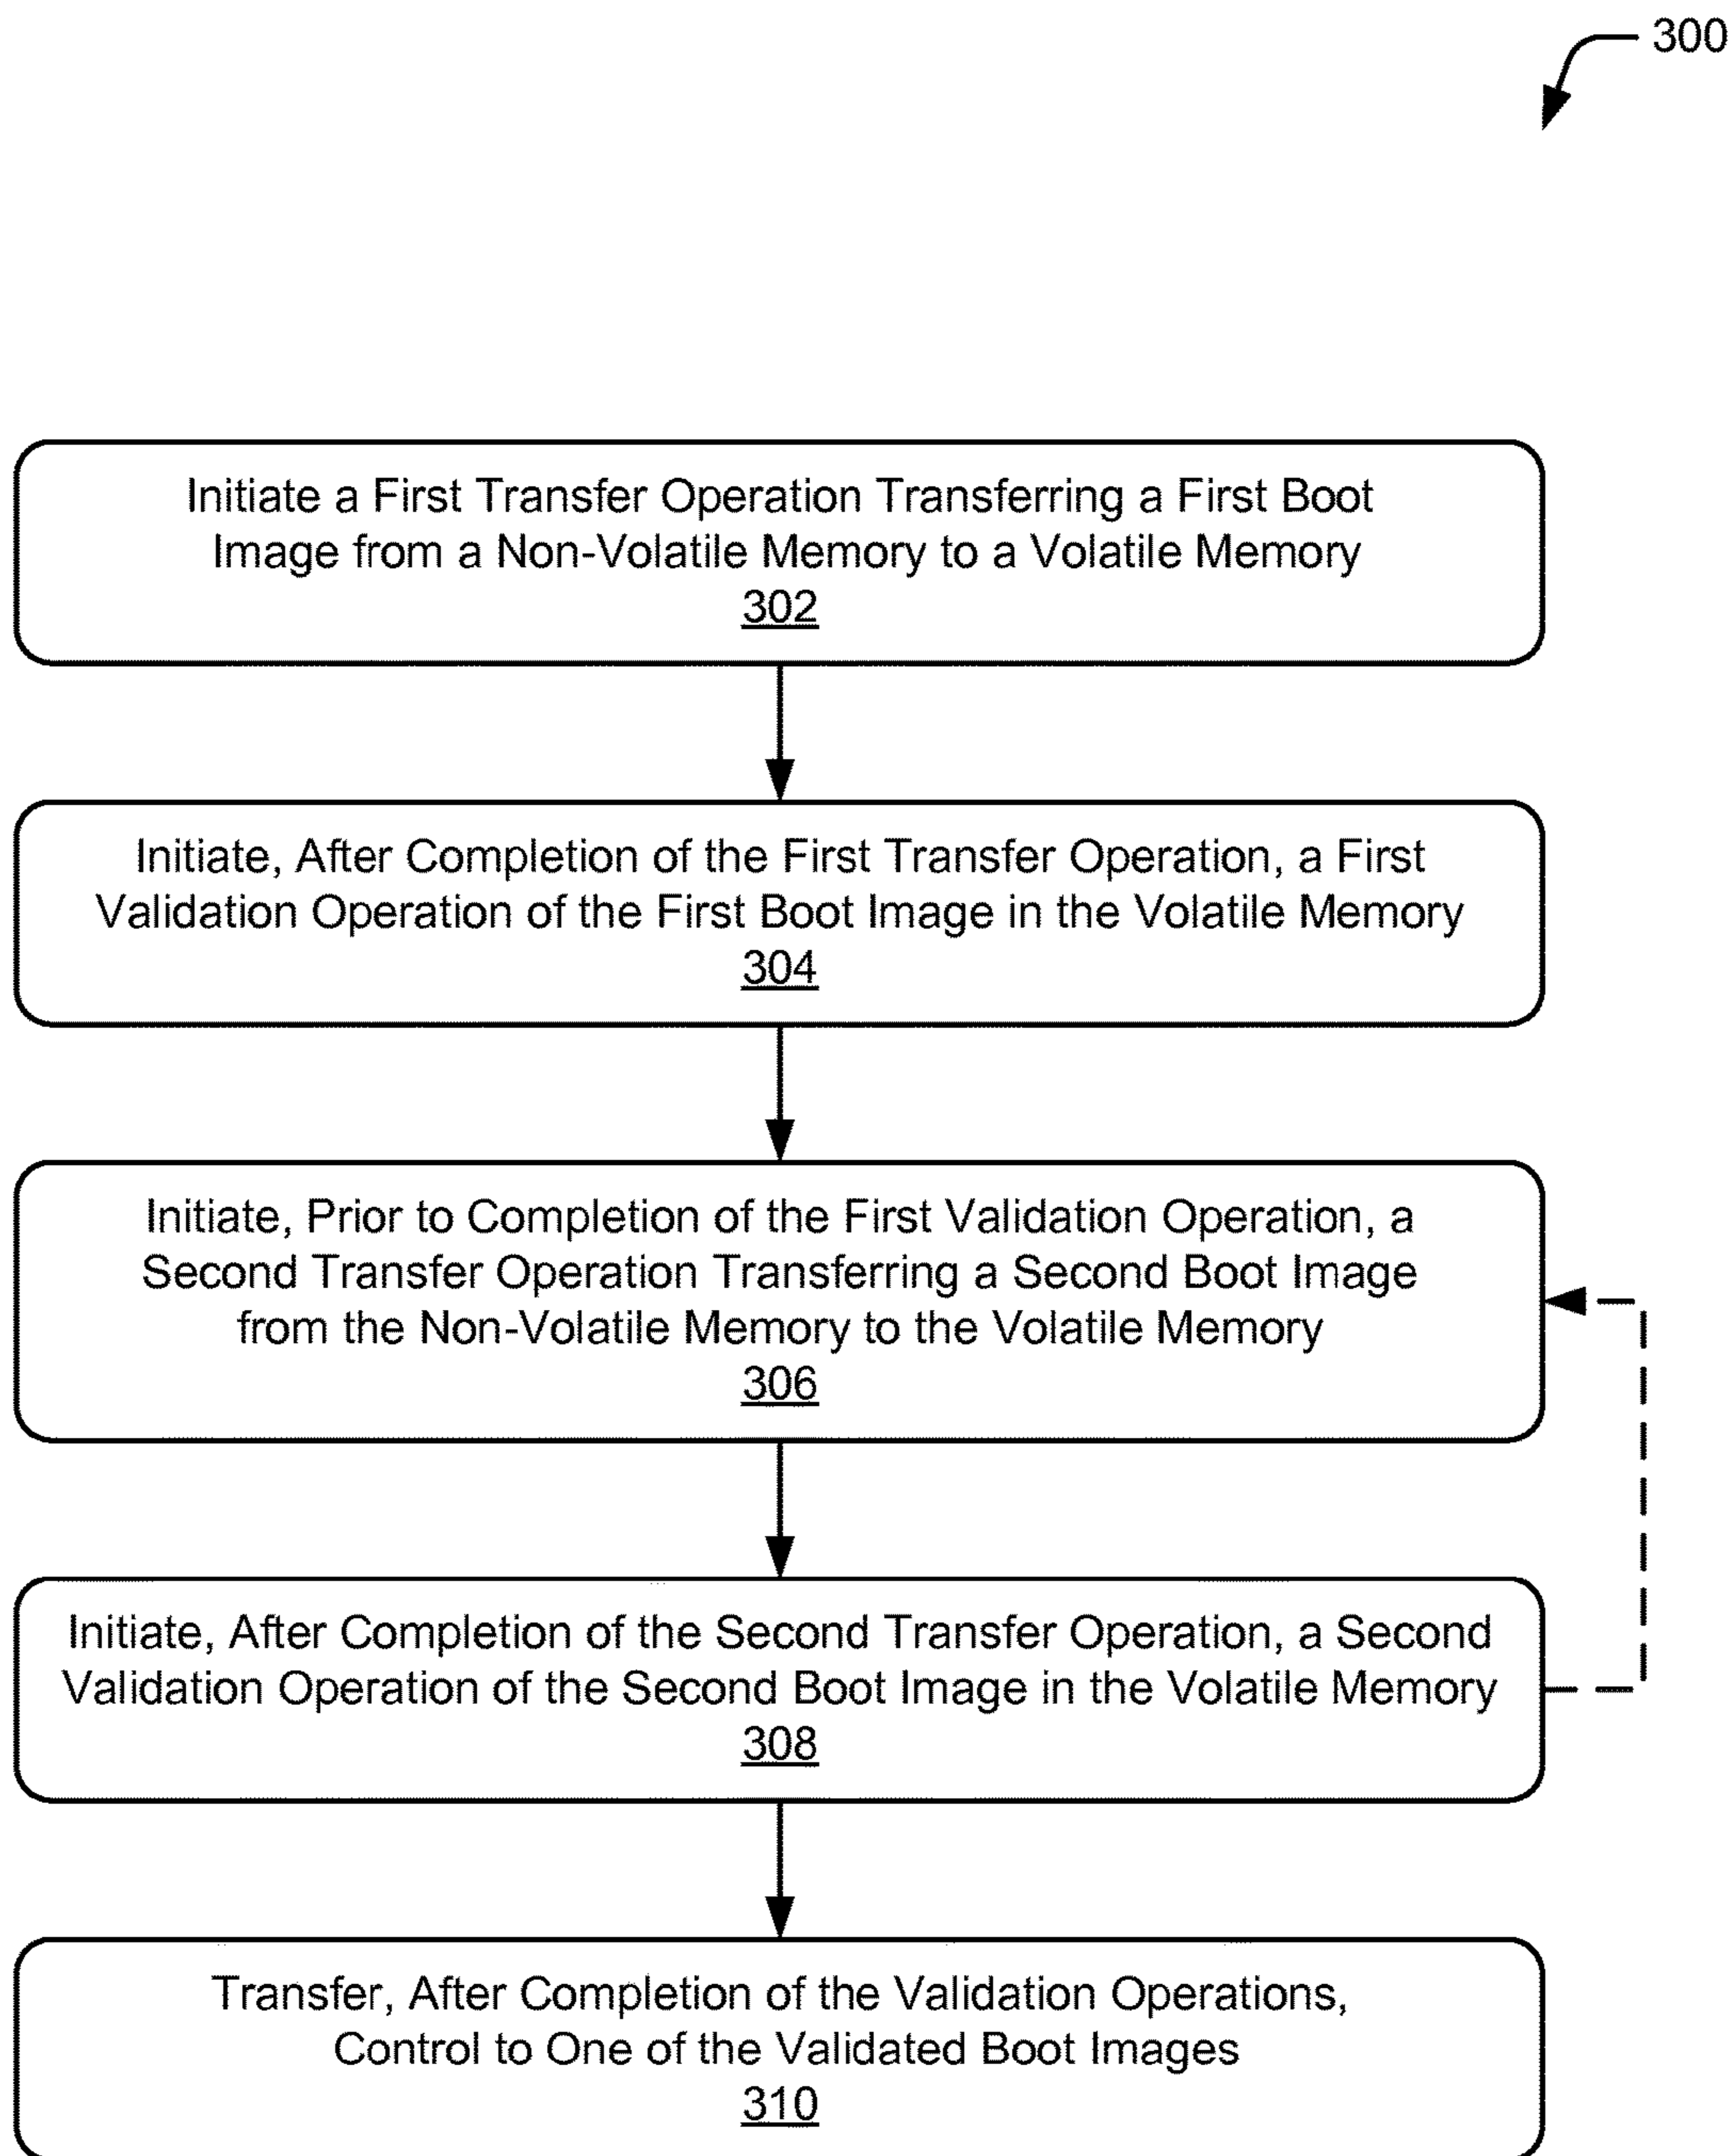 300
Initiate a First Transfer Operation Transferring a First Boot
Image from a Non-Volatile Memory to a Volatile Memory
302
Initiate, After Completion of the First Transfer Operation, a First
Validation Operation of the First Boot Image in the Volatile Memory
304
Initiate, Prior to Completion of the First Validation Operation, a
Second Transfer Operation Transferring a Second Boot Image
from the Non-Volatile Memory to the Volatile Memory
306
Initiate, After Completion of the Second Transfer Operation, a Second
Validation Operation of the Second Boot Image in the Volatile Memory
308
Transfer, After Completion of the Validation Operations,
Control to One of the Validated Boot Images
310